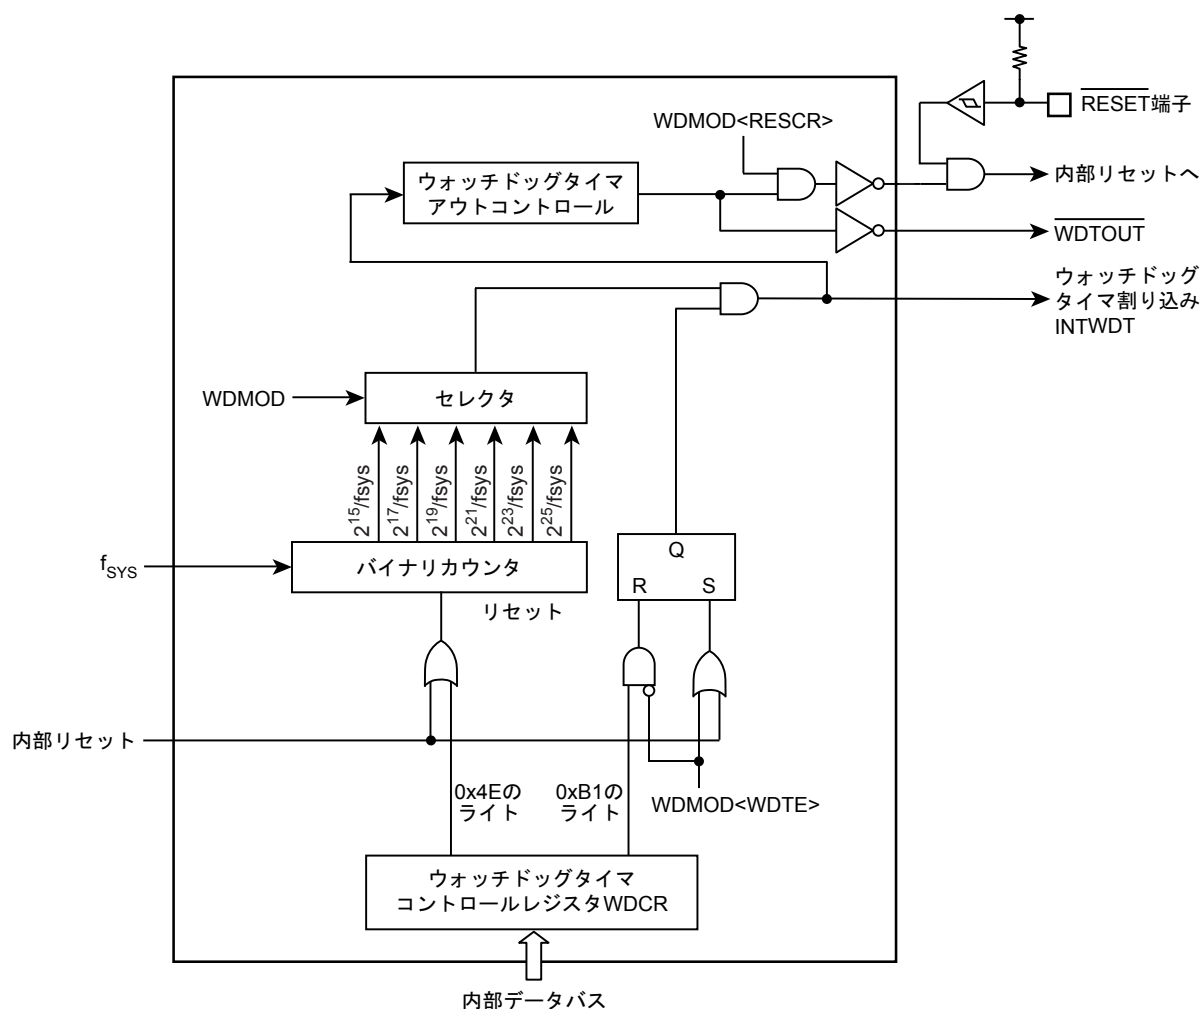 RESET端子
WDMOD<RESCR>
ウォッチドッグタイマ
アウトコントロール
内部リセットへ
WDTOUT
ウォッチドッグ
タイマ割り込み
INTWDT
WDMOD
セレクタ
2^15/fsys
2^17/fsys
2^19/fsys
2^21/fsys
2^23/fsys
2^25/fsys
fSYS
バイナリカウンタ
リセット
Q
R S
内部リセット
0x4Eの
ライト
0xB1の
ライト
WDMOD<WDTE>
ウォッチドッグタイマ
コントロールレジスタWDCR
内部データバス